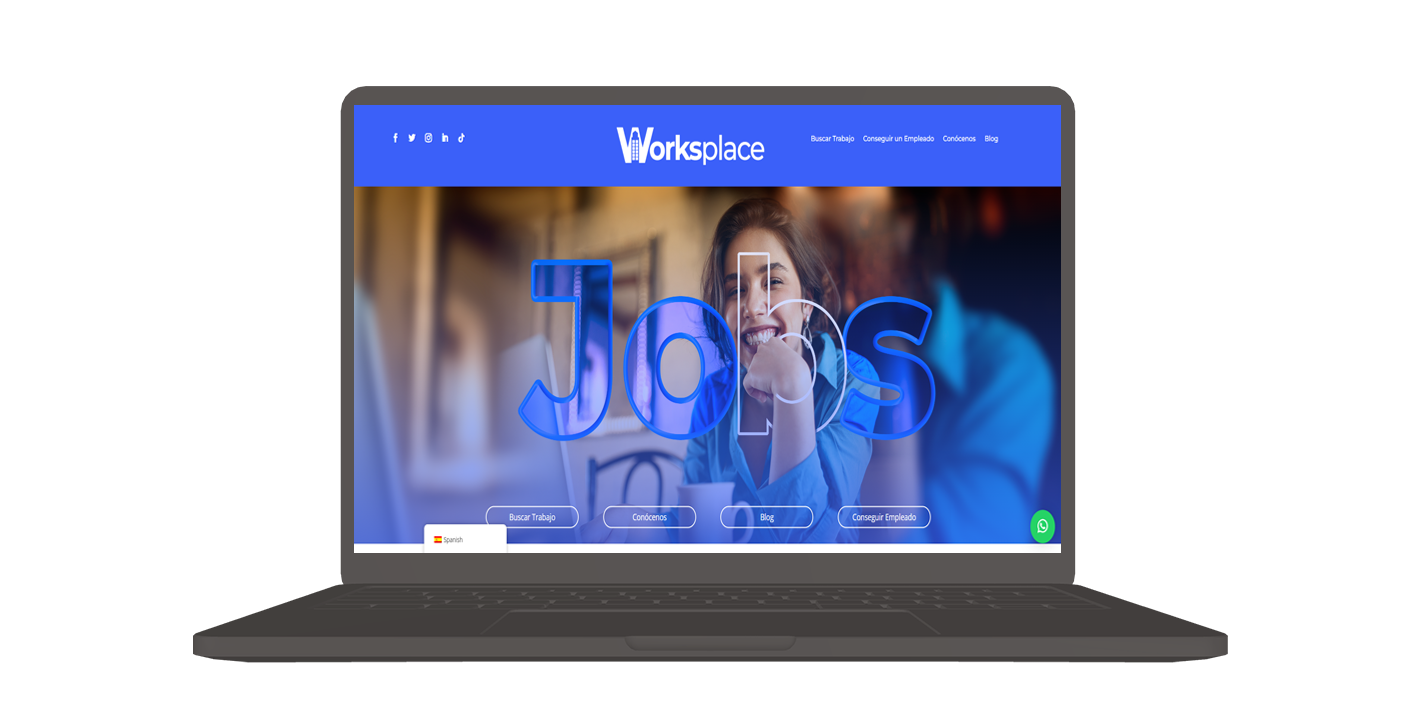 Worksplace
Buscar Trabajo Conseguir un Empleado Conócenos Blog
Jobs
Buscar Trabajo Conócenos Blog Conseguir Empleado
Spanish